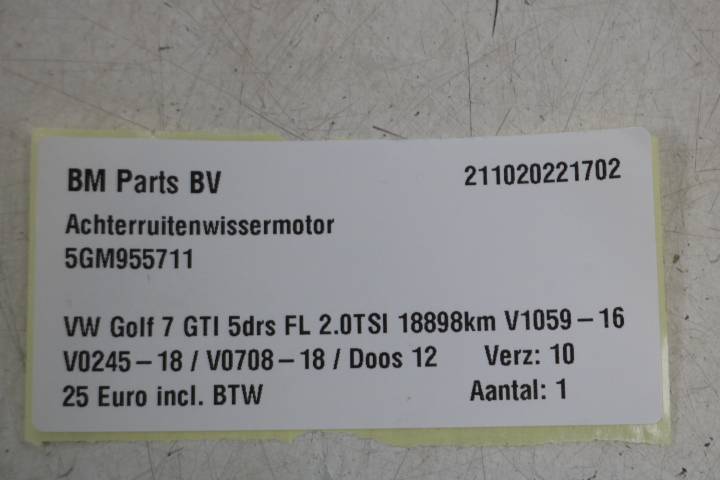 BM Parts BV 211020221702
Achterruitenwissermotor
5GM955711
VW Golf 7 GTI 5drs FL 2.0TSI 18898km V1059-16
V0245-18 / V0708-18 / Doos 12 Verz: 10
25 Euro incl. BTW Aantal: 1